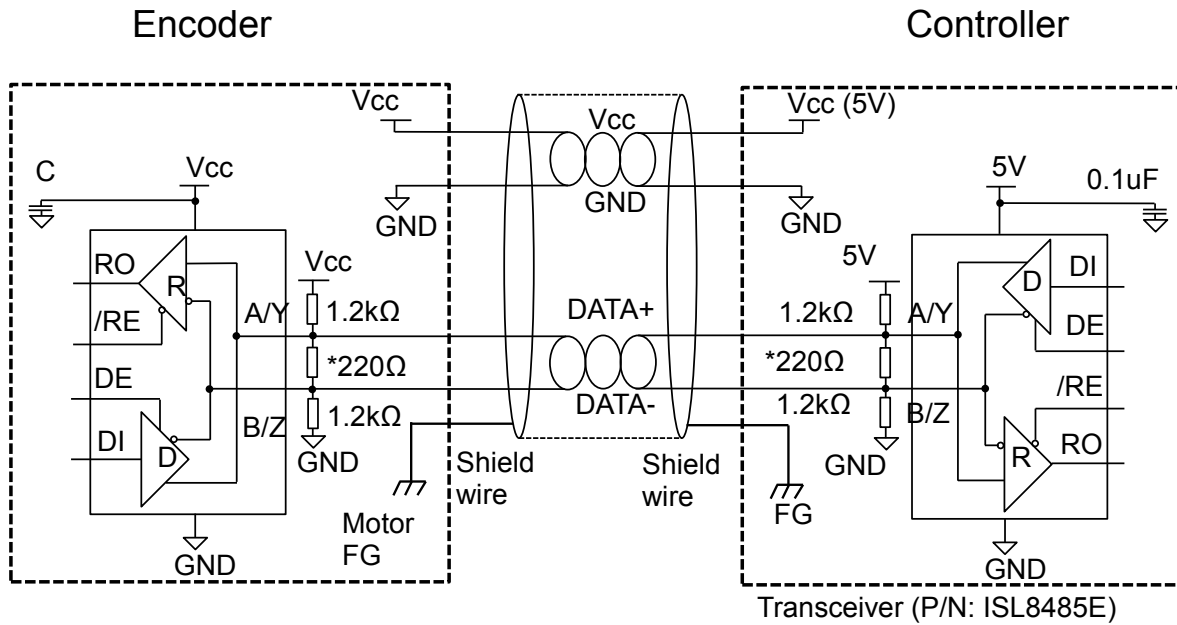 Encoder
Controller
Vcc
Vcc
Vcc (5V)
C
Vcc
GND
GND
GND
5V
0.1uF
RO
R
/RE
DE
DI
D
A/Y
B/Z
GND
Vcc
1.2kΩ
*220Ω
1.2kΩ
GND
DATA+
DATA-
Shield
wire
Motor
FG
Shield
wire
FG
5V
1.2kΩ
*220Ω
1.2kΩ
GND
A/Y
B/Z
D
DI
DE
/RE
R
RO
GND
Transceiver (P/N: ISL8485E)